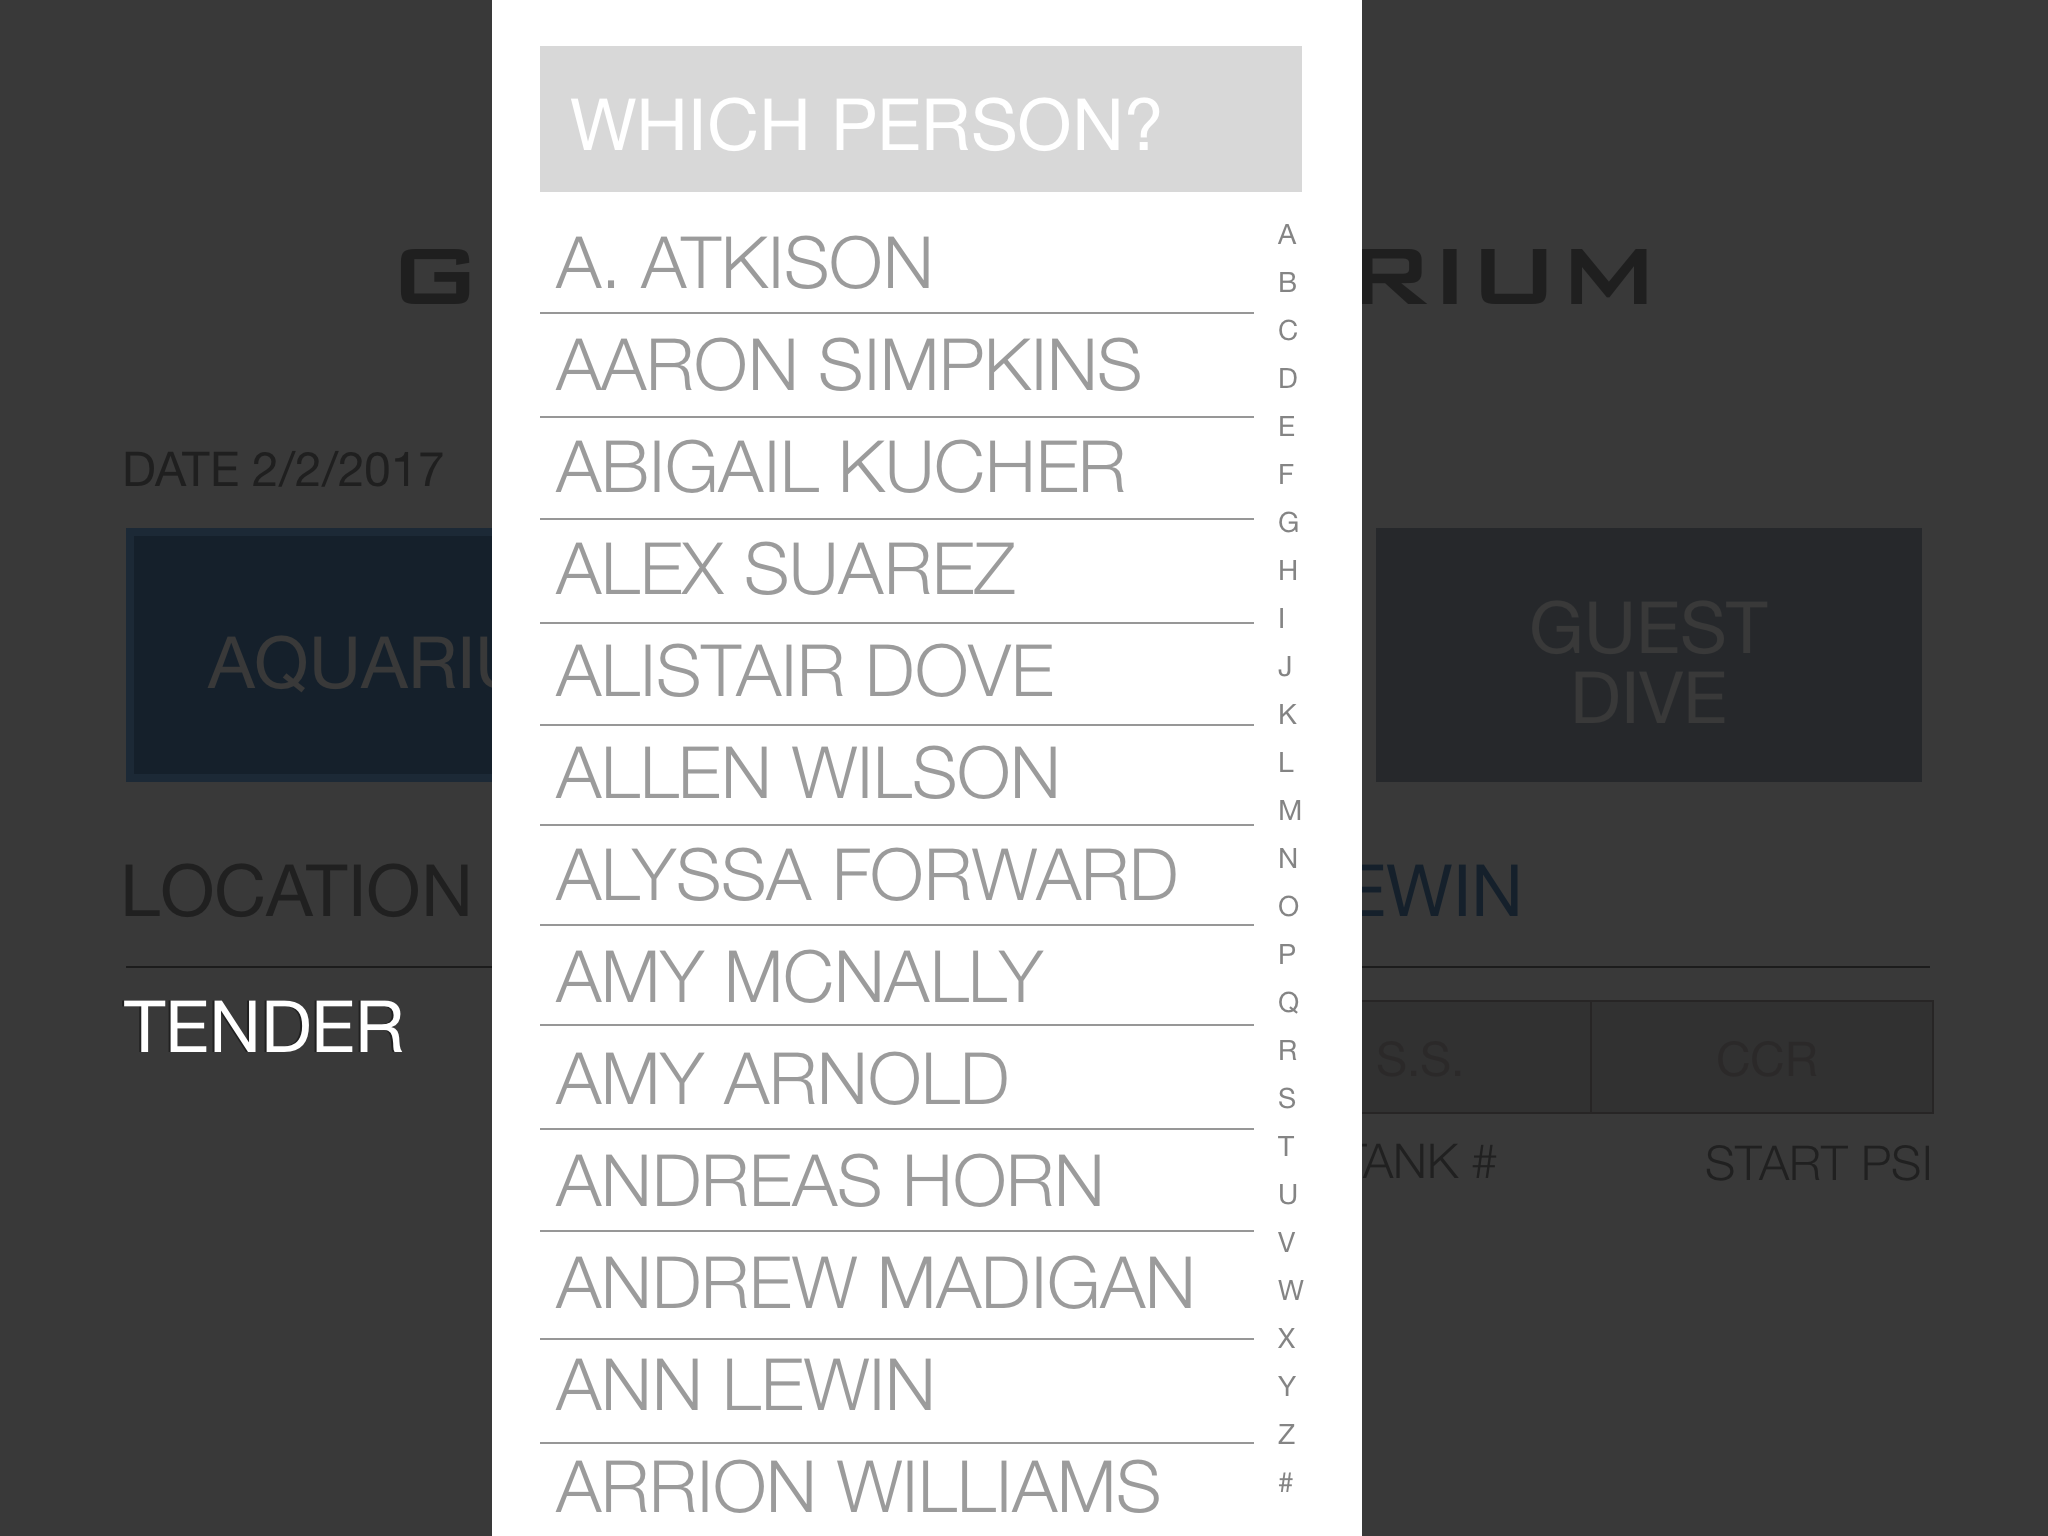 WHICH PERSON?
A. ATKISON
AARON SIMPKINS
ABIGAIL KUCHER
ALEX SUAREZ
ALISTAIR DOVE
ALLEN WILSON
ALYSSA FORWARD
AMY MCNALLY
AMY ARNOLD
ANDREAS HORN
ANDREW MADIGAN
ANN LEWIN
ARRION WILLIAMS
A
B
C
D
E
F
G
H
I
J
K
L
M
N
O
P
Q
R
S
T
U
V
W
X
Y
Z
#
G
RIUM
DATE 2/2/2017
AQUARIU
GUEST
DIVE
LOCATION
EWIN
TENDER
S.S.
CCR
TANK #
START PSI